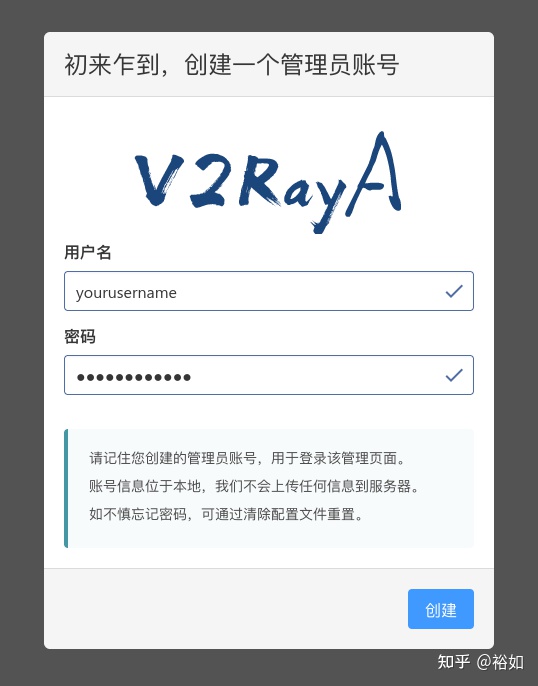 初来乍到，创建一个管理员账号
V2RayA
用户名
yourusername
密码
●●●●●●●●●●●●
请记住您创建的管理员账号，用于登录该管理页面。
账号信息位于本地，我们不会上传任何信息到服务器。
如不慎忘记密码，可通过清除配置文件重置。
创建
知乎 @裕如